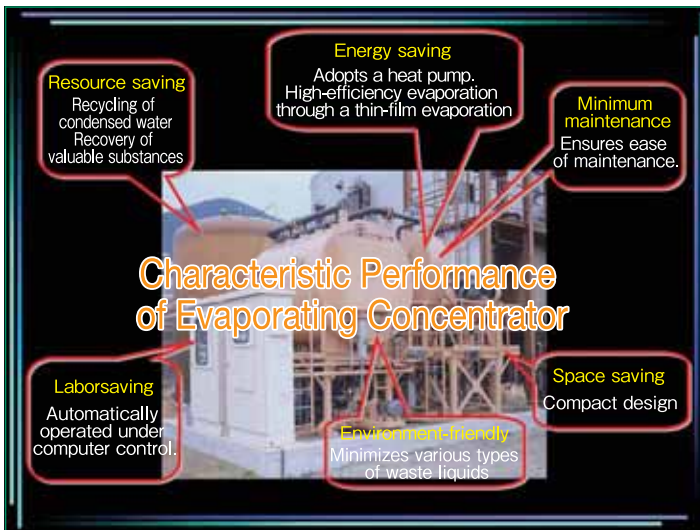 Energy saving
Adopts a heat pump.
High-efficiency evaporation
through a thin-film evaporation
Resource saving
Recycling of
condensed water
Recovery of
valuable substances
Minimum
maintenance
Ensures ease
of maintenance.
Characteristic Performance
of Evaporating Concentrator
Laborsaving
Automatically
operated under
computer control.
Environment-friendly
Minimizes various types
of waste liquids
Space saving
Compact design